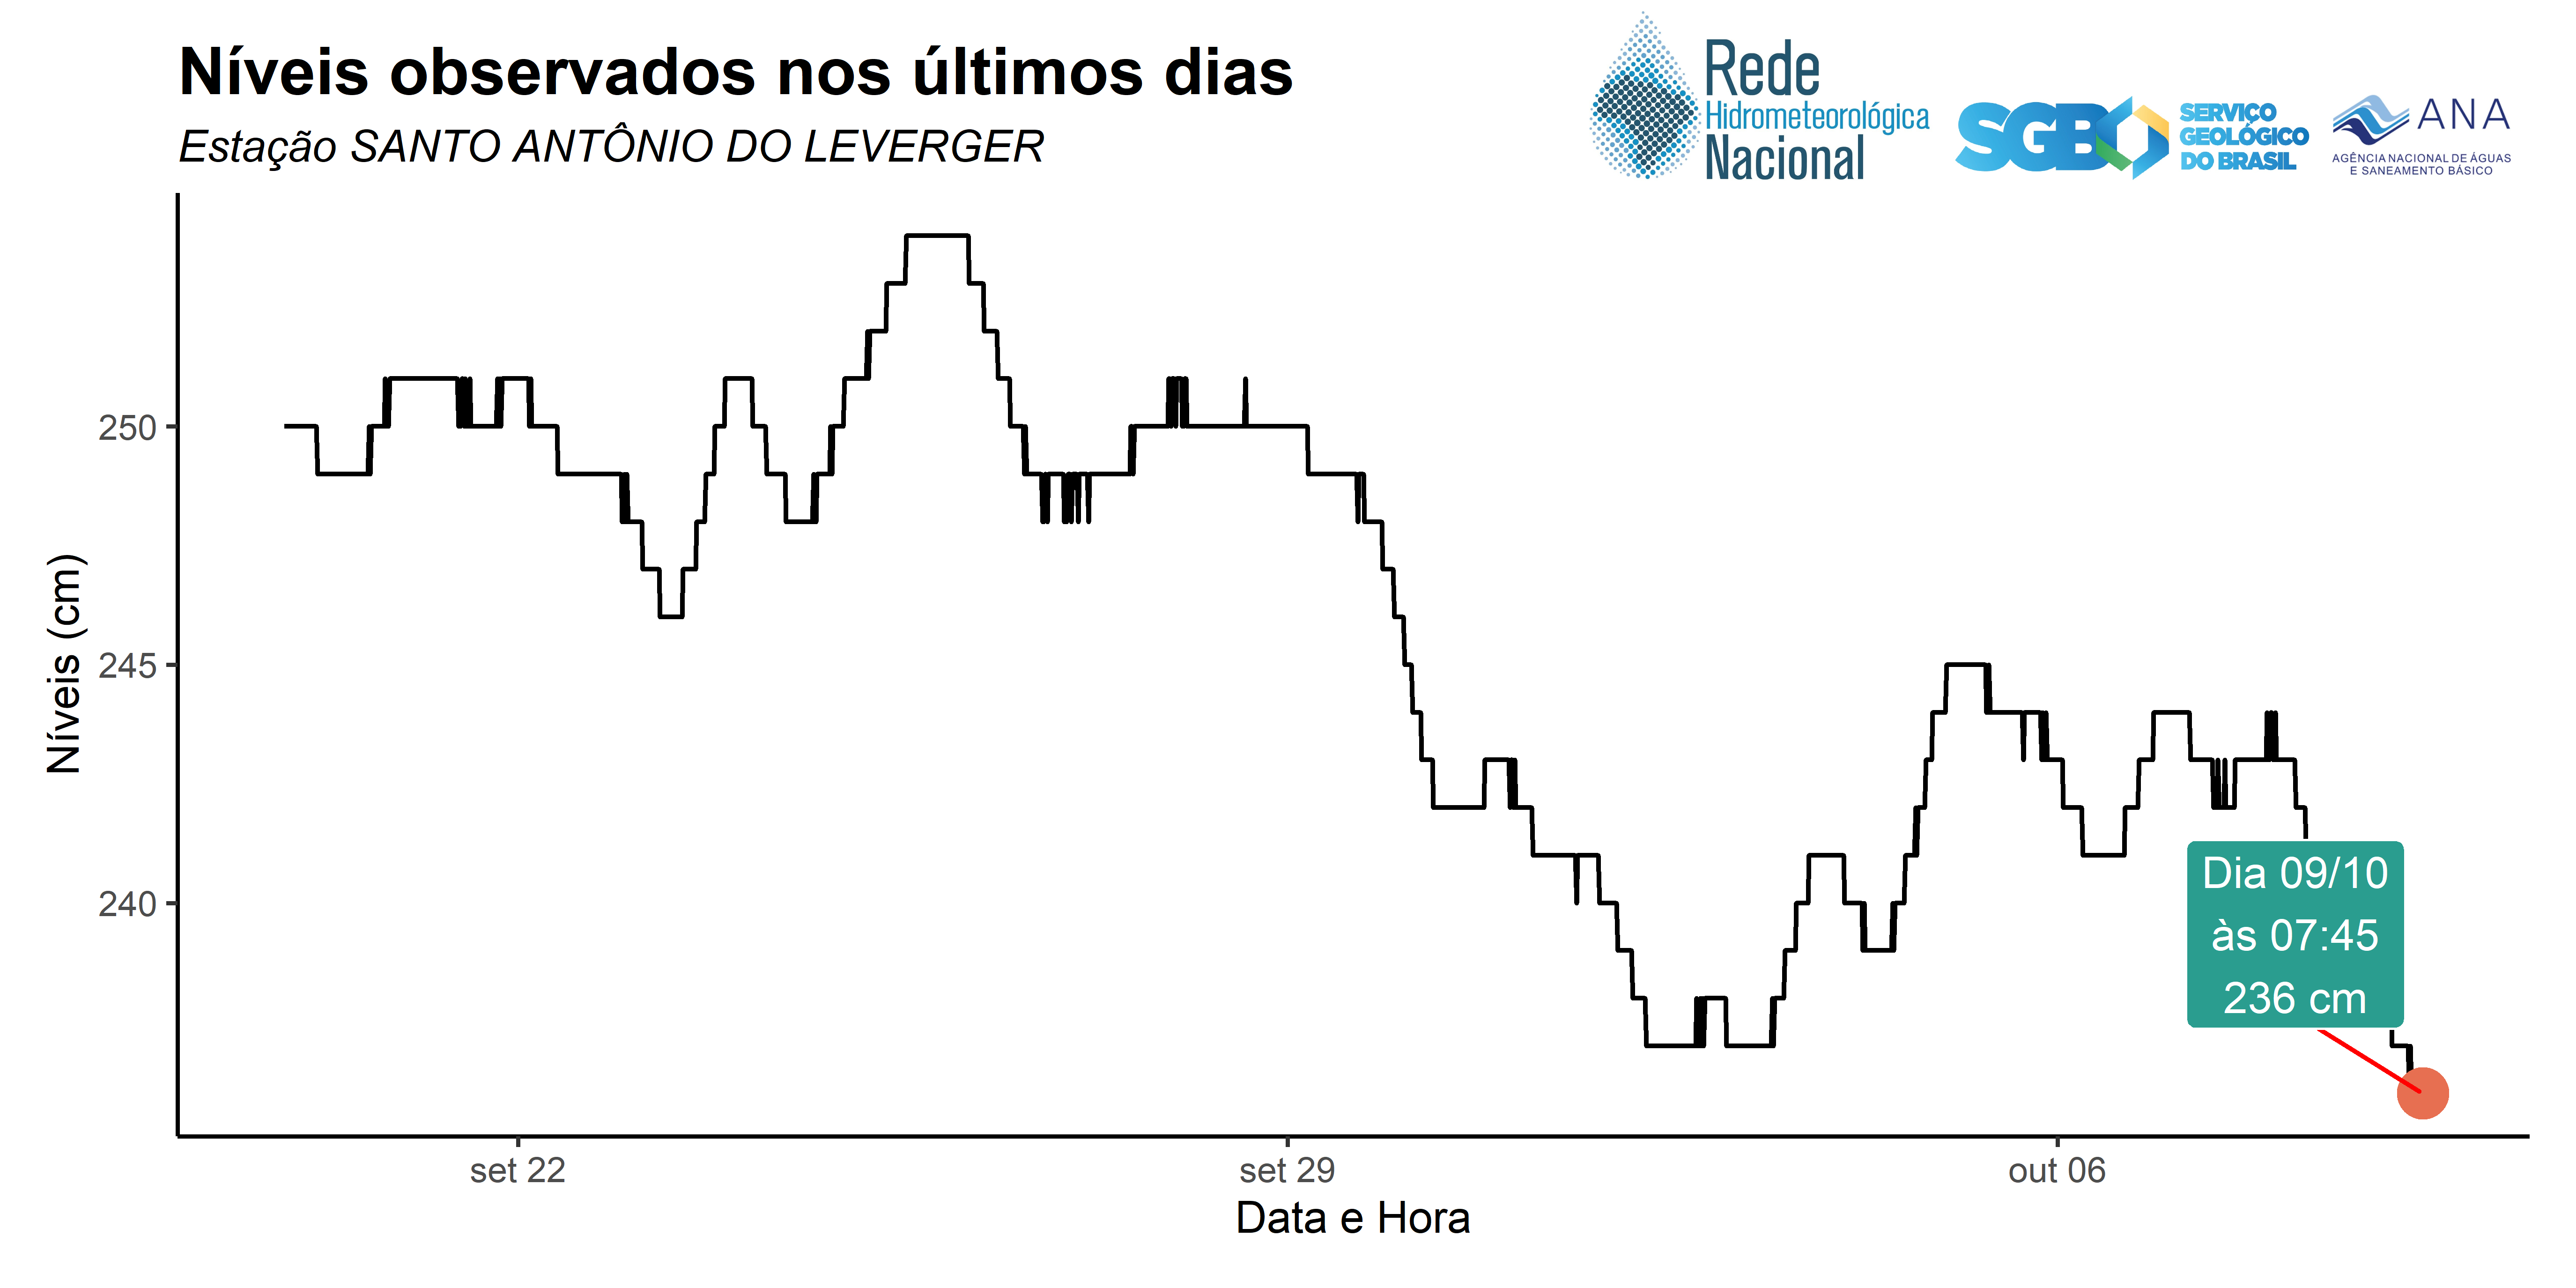 Níveis observados nos últimos dias
Estação SANTO ANTÔNIO DO LEVERGER
Rede
Hidrometeorológica
Nacional
SGB
SERVIÇO
GEOLÓGICO
DO BRASIL
ANA
AGÊNCIA NACIONAL DE ÁGUAS
E SANEAMENTO BÁSICO
Níveis (cm)
250
245
240
Dia 09/10
às 07:45
236 cm
set 22
set 29
out 06
Data e Hora